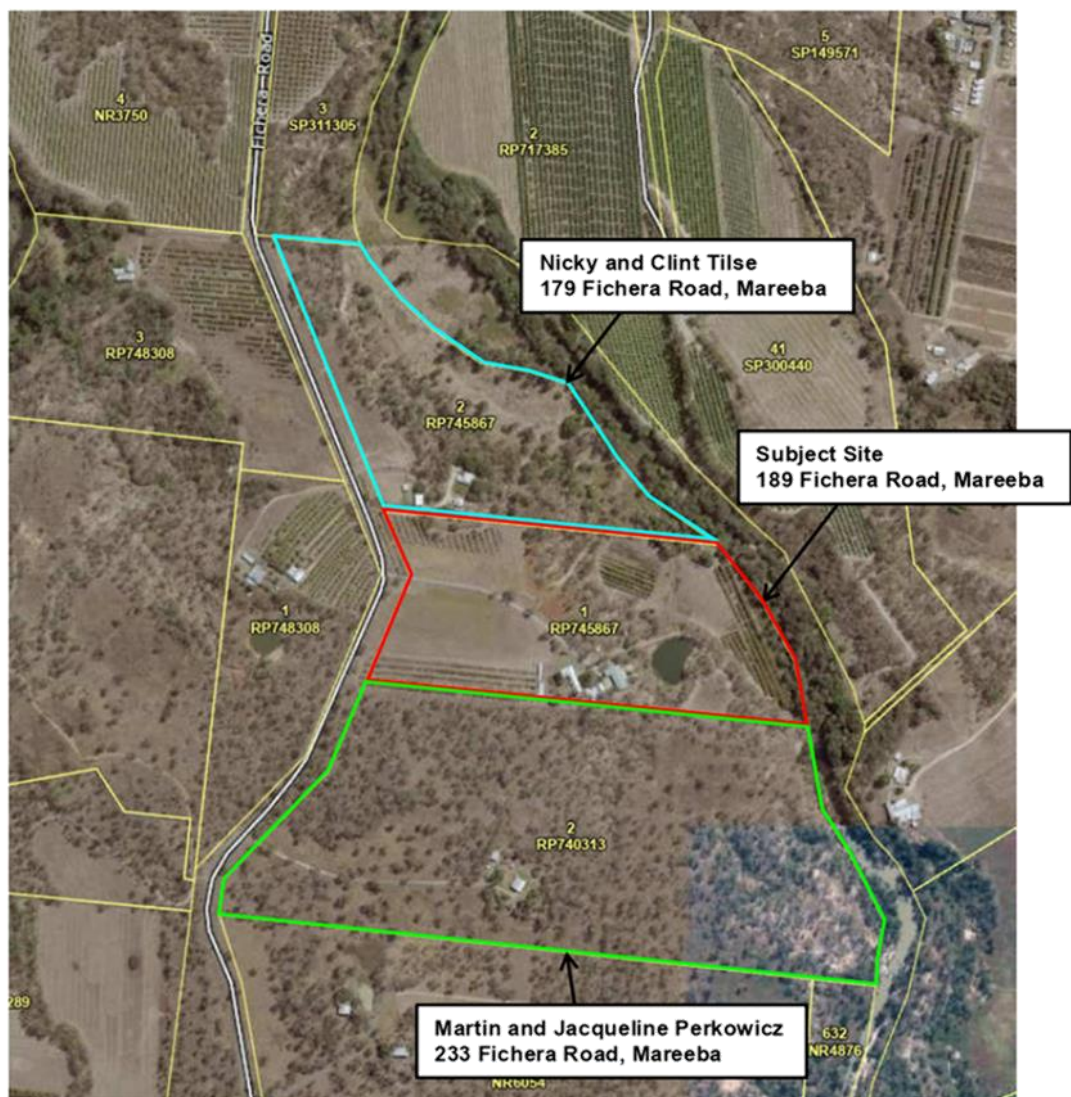 5
SP149571
Fichera Road
4
NR3750
3
SP311305
2
RP717385
Nicky and Clint Tilse
179 Fichera Road, Mareeba
3
RP748308
41
SP300440
2
RP745867
Subject Site
189 Fichera Road, Mareeba
1
RP748308
1
RP745867
2
RP740313
289
Martin and Jacqueline Perkowicz
233 Fichera Road, Mareeba
632
NR4876
NR6054